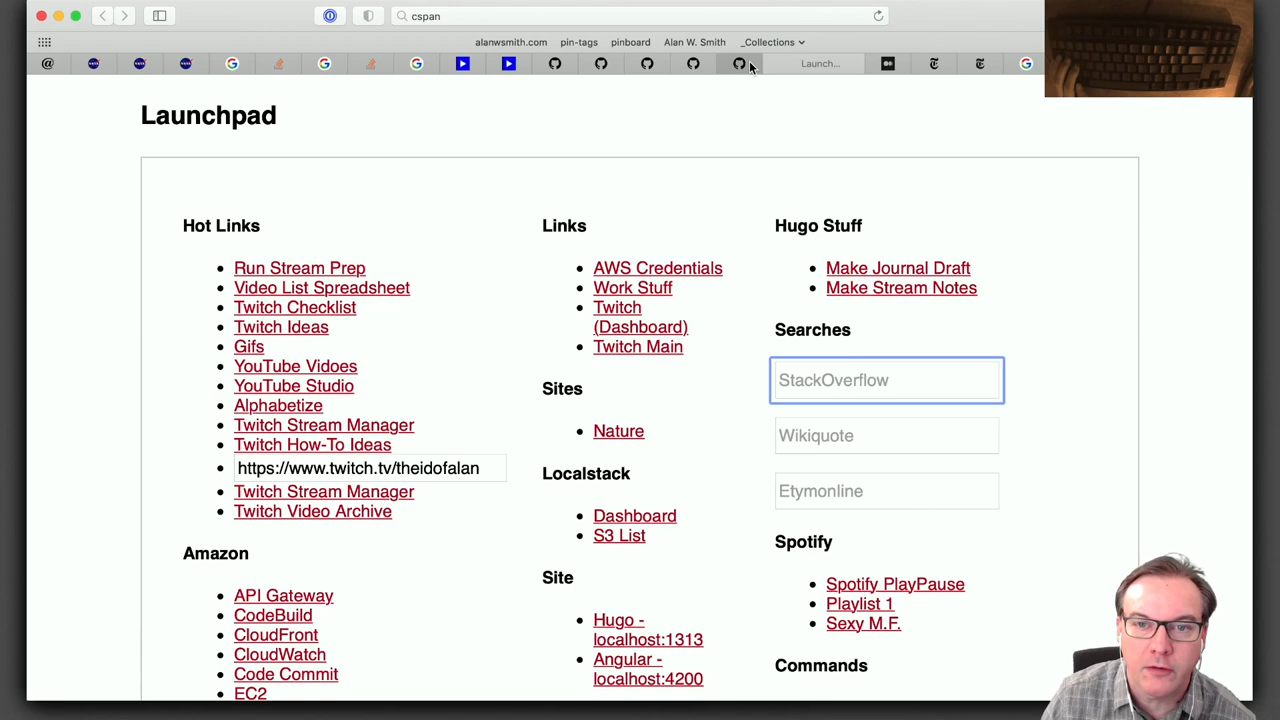 cspan
alanwsmith.com pin-tags pinboard Alan W. Smith _Collections
Launch...
Launchpad
Hot Links
Run Stream Prep
Video List Spreadsheet
Twitch Checklist
Twitch Ideas
Gifs
YouTube Vidoes
YouTube Studio
Alphabetize
Twitch Stream Manager
Twitch How-To Ideas
https://www.twitch.tv/theidofalan
Twitch Stream Manager
Twitch Video Archive
Amazon
API Gateway
CodeBuild
CloudFront
CloudWatch
Code Commit
EC2
Links
AWS Credentials
Work Stuff
Twitch
(Dashboard)
Twitch Main
Sites
Nature
Localstack
Dashboard
S3 List
Site
Hugo -
localhost:1313
Angular -
localhost:4200
Hugo Stuff
Make Journal Draft
Make Stream Notes
Searches
StackOverflow
Wikiquote
Etymonline
Spotify
Spotify PlayPause
Playlist 1
Sexy M.F.
Commands